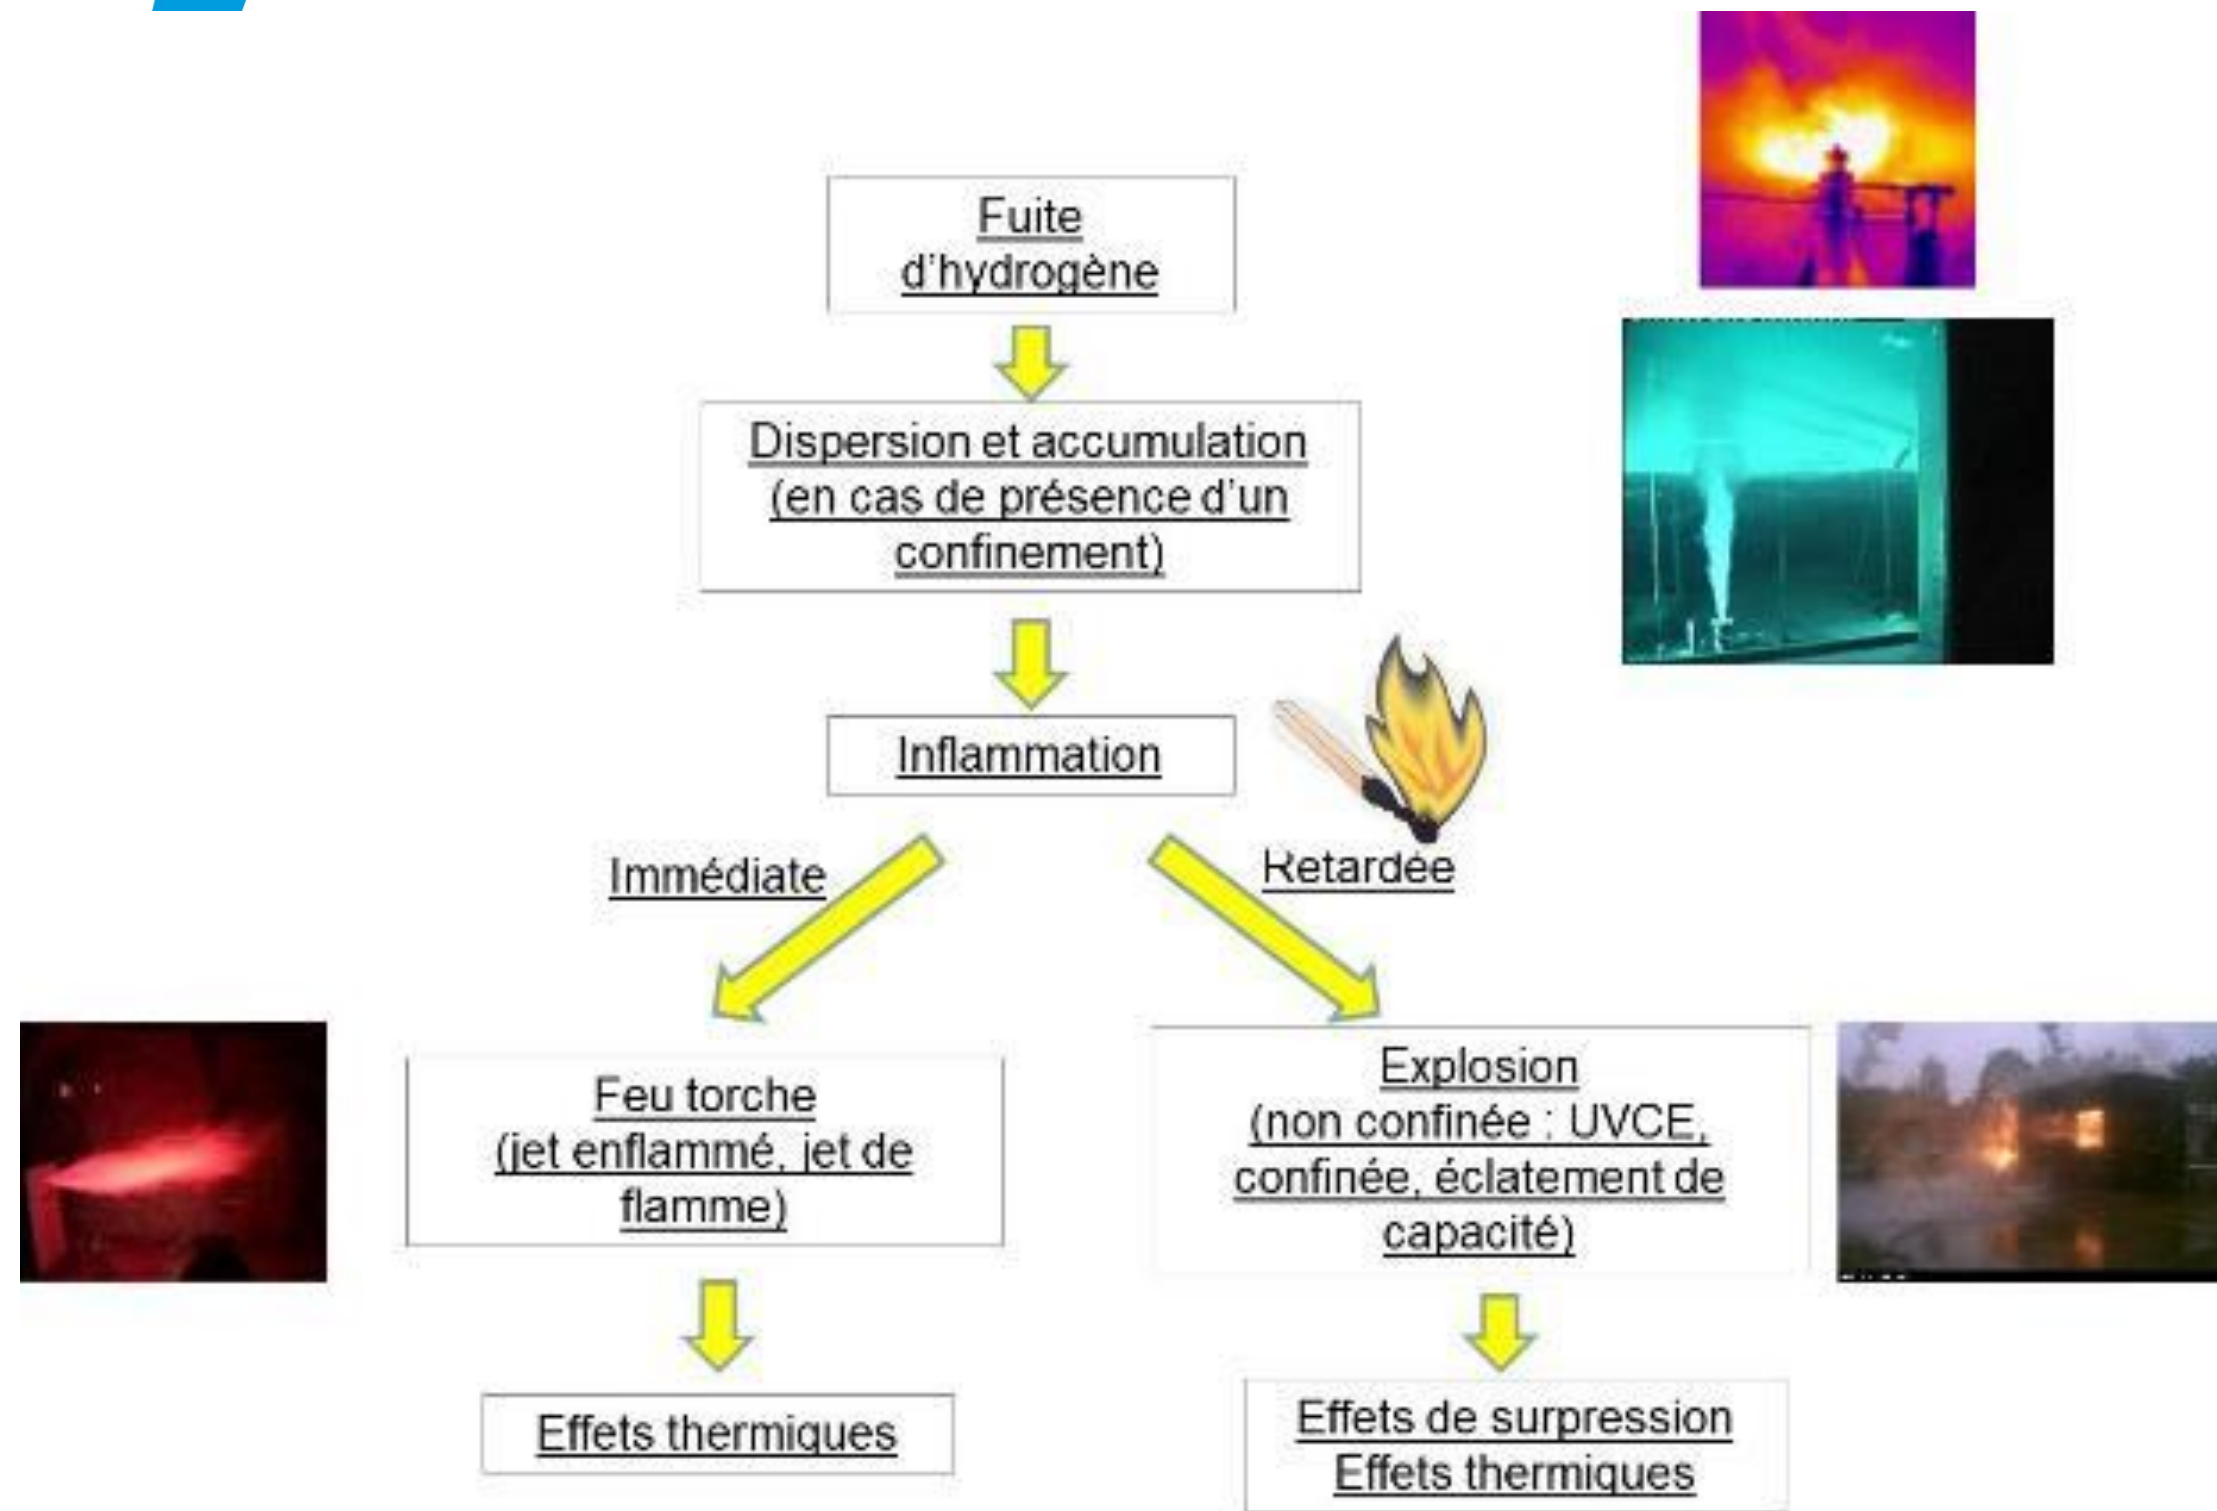 Fuite
d'hydrogène
Dispersion et accumulation
(en cas de présence d'un
confinement)
Inflammation
Immédiate
Retardée
Feu torche
(jet enflammé, jet de
flamme)
Explosion
(non confinée : UVCE,
confinée, éclatement de
capacité)
Effets thermiques
Effets de surpression
Effets thermiques